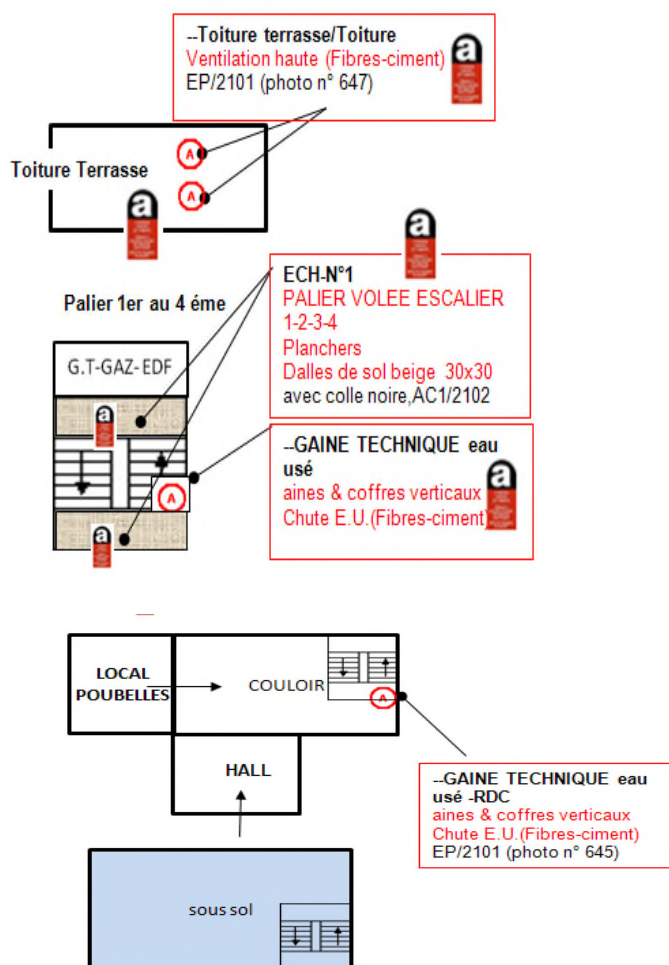 --Toiture terrasse/Toiture
Ventilation haute (Fibres-ciment)
EP/2101 (photo n° 647)
a
A
A
Toiture Terrasse
a
a
ECH-N°1
PALIER VOLEE ESCALIER
1-2-3-4
Planchers
Dalles de sol beige 30x30
avec colle noire,AC1/2102
Palier 1er au 4 éme
G.T-GAZ-EDF
a
A
a
--GAINE TECHNIQUE eau
usé
aines & coffres verticaux
Chute E.U.(Fibres-ciment)
a
LOCAL
POUBELLES
COULOIR
A
HALL
--GAINE TECHNIQUE eau
usé -RDC
aines & coffres verticaux
Chute E.U.(Fibres-ciment)
EP/2101 (photo n° 645)
sous sol